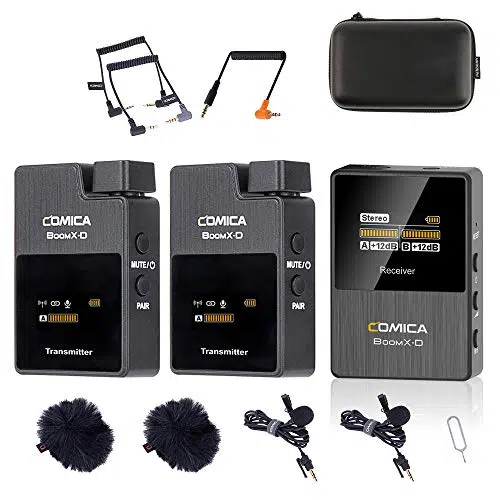 COMICA
BOOMX-D
MUTE/
PAIR
A
Transmitter
COMICA
BOOMX-D
MUTE/
PAIR
A
Transmitter
Stereo
A +12dB B +12dB
Receiver
COMICA
BOOMX-D